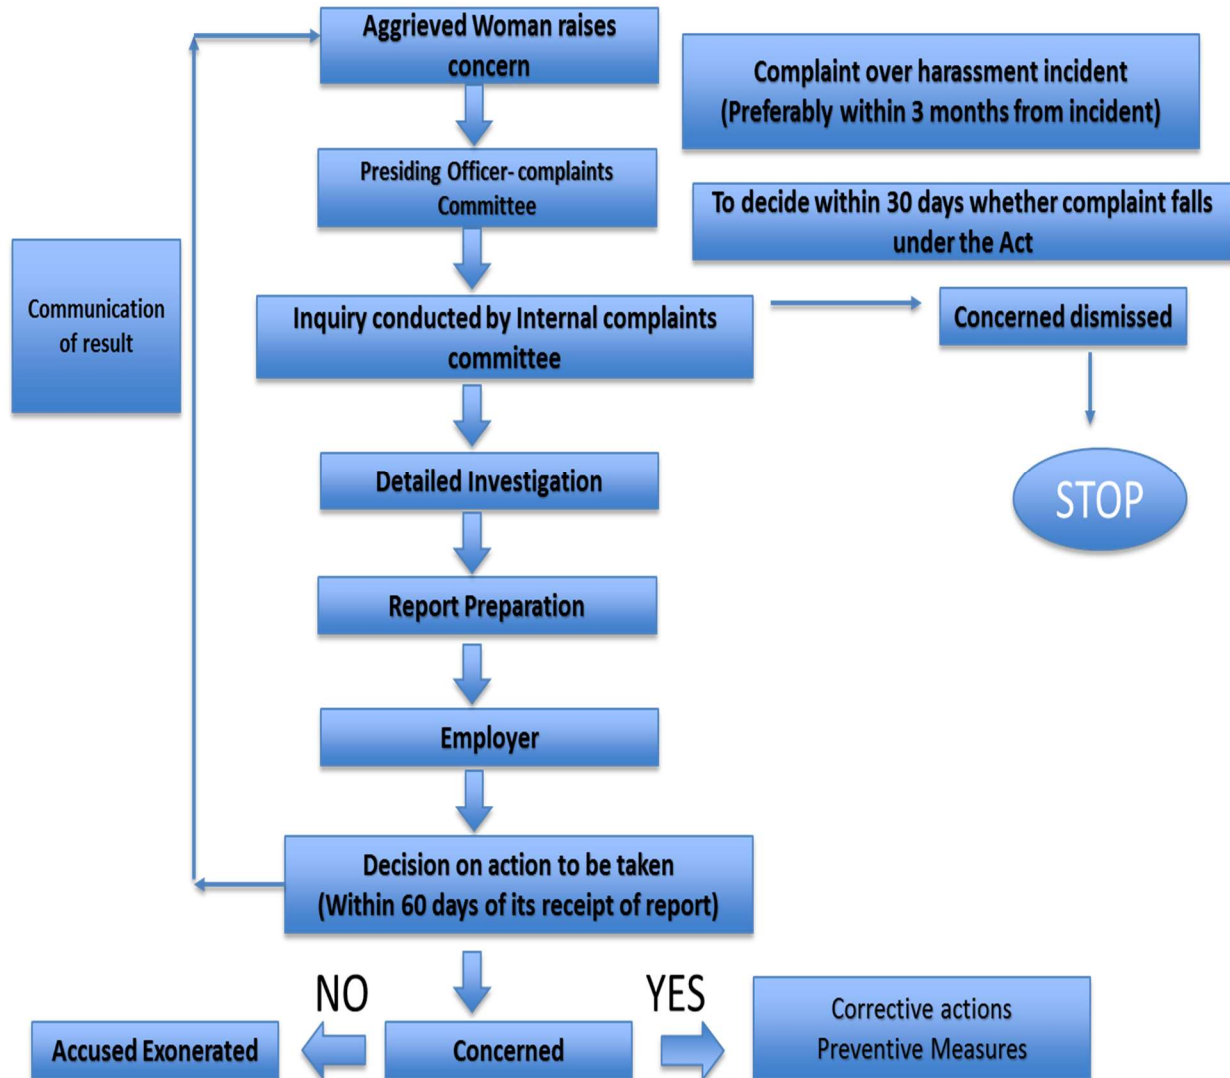 Aggrieved Woman raises
concern
Complaint over harassment incident
(Preferably within 3 months from incident)
Presiding Officer- complaints
Committee
To decide within 30 days whether complaint falls
under the Act
Communication
of result
Inquiry conducted by Internal complaints
committee
Concerned dismissed
Detailed Investigation
STOP
Report Preparation
Employer
Decision on action to be taken
(Within 60 days of its receipt of report)
NO
YES
Accused Exonerated
Concerned
Corrective actions
Preventive Measures